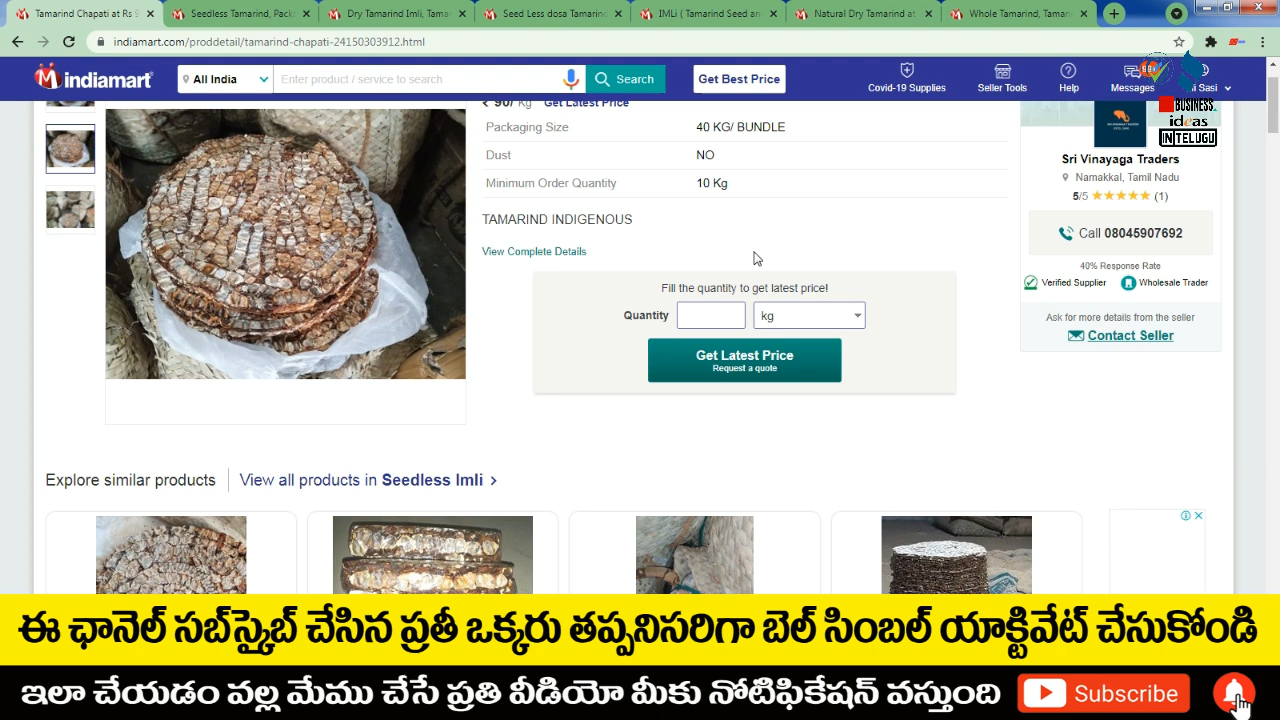 Tamarind Chapati at Rs 9
Seedless Tamarind, Pack
Dry Tamarind Imli, Tama
Seed Less dosa Tamarind
IMLi ( Tamarind Seed an
Natural Dry Tamarind at
Whole Tamarind, Tamar
indiamart.com/proddetail/tamarind-chapati-24150303912.html
indiamart
All India
Enter product / service to search
Search
Get Best Price
Covid-19 Supplies
Seller Tools
Help
Messages
Sasi
BUSINESS
ideas
IN TELUGU
90/ Kg Get Latest Price
Packaging Size 40 KG/ BUNDLE
Dust NO
Minimum Order Quantity 10 Kg
TAMARIND INDIGENOUS
View Complete Details
Fill the quantity to get latest price!
Quantity kg
Get Latest Price
Request a quote
Sri Vinayaga Traders
Namakkal, Tamil Nadu
5/5 ★★★★★ (1)
Call 08045907692
40% Response Rate
Verified Supplier Wholesale Trader
Ask for more details from the seller
Contact Seller
Explore similar products View all products in Seedless Imli >
ఈ ఛానెల్ సబ్‌స్క్రైబ్ చేసిన ప్రతీ ఒక్కరు తప్పనిసరిగా బెల్ సింబల్ యాక్టివేట్ చేసుకోండి
ఇలా చేయడం వల్ల మేము చేసే ప్రతి వీడియో మీకు నోటిఫికేషన్ వస్తుంది
Subscribe